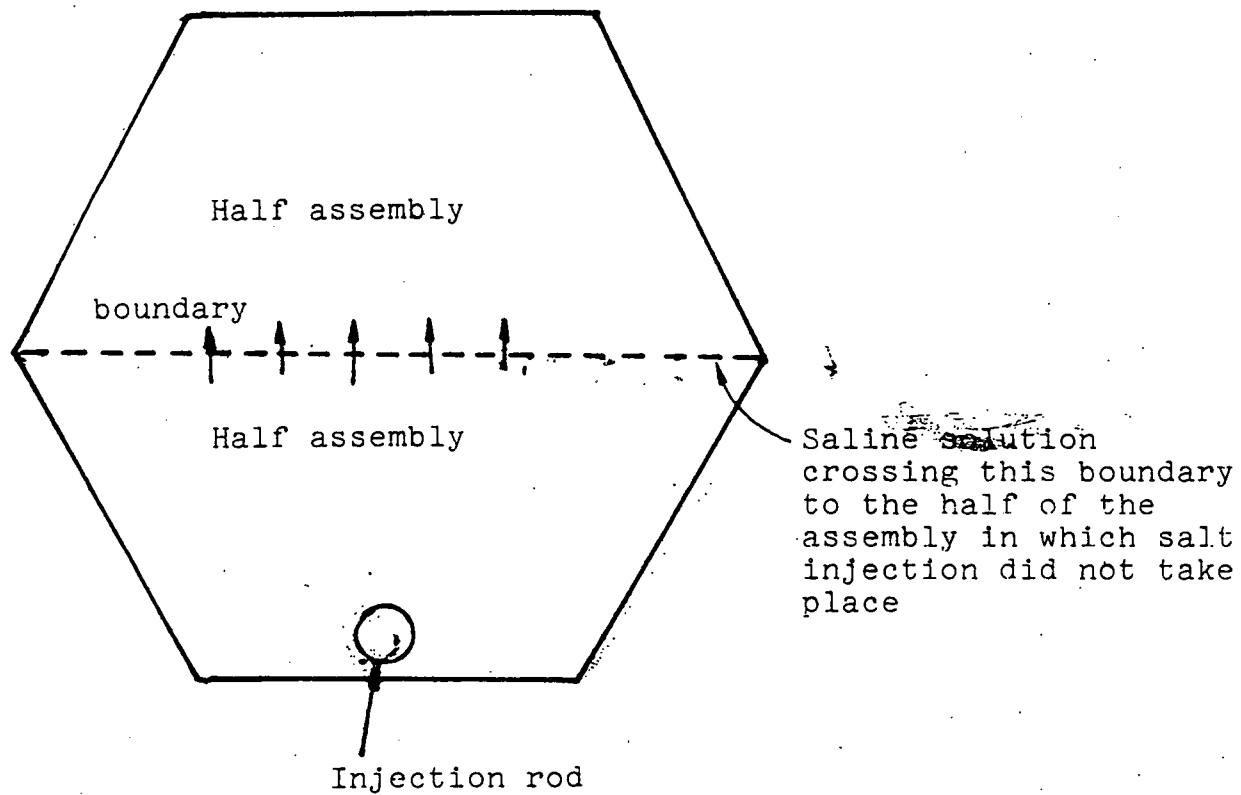 Half assembly
boundary
Half assembly
Saline solution
crossing this boundary
to the half of the
assembly in which salt
injection did not take
place
Injection rod